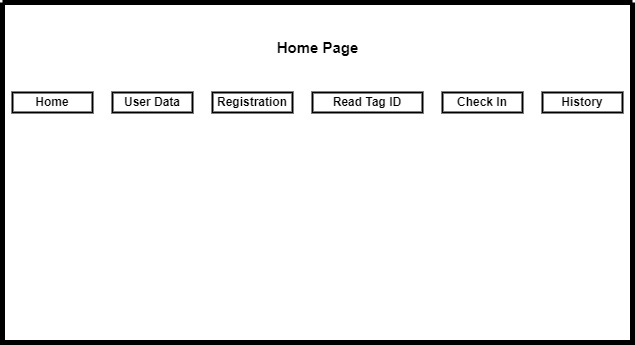 Home Page
Home User Data Registration Read Tag ID Check In History